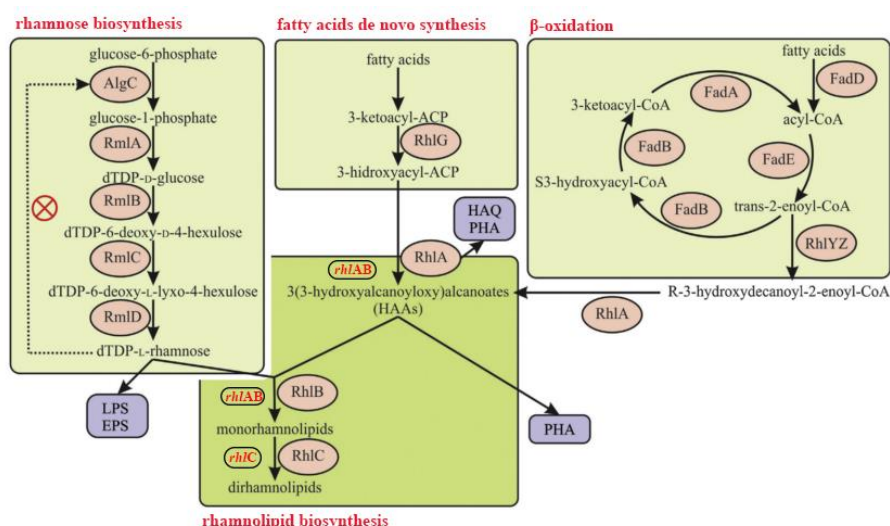 rhamnose biosynthesis
glucose-6-phosphate
AlgC
glucose-1-phosphate
RmlA
dTDP-D-glucose
RmlB
dTDP-6-deoxy-D-4-hexulose
RmlC
dTDP-6-deoxy-L-lyxo-4-hexulose
RmlD
dTDP-L-rhamnose
LPS
EPS
fatty acids de novo synthesis
fatty acids
3-ketoacyl-ACP
RhlG
3-hidroxyacyl-ACP
HAQ
PHA
RhlA
rhlAB
3(3-hydroxyalcanoyloxy)alcanoates
(HAAs)
rhlAB
RhlB
monorhamnolipids
rhlC
RhlC
dirhamnolipids
PHA
rhamnolipid biosynthesis
β-oxidation
fatty acids
FadD
FadA
3-ketoacyl-CoA
acyl-CoA
FadB
FadE
S3-hydroxyacyl-CoA
FadB
trans-2-enoyl-CoA
RhlYZ
R-3-hydroxydecanoyl-2-enoyl-CoA
RhlA